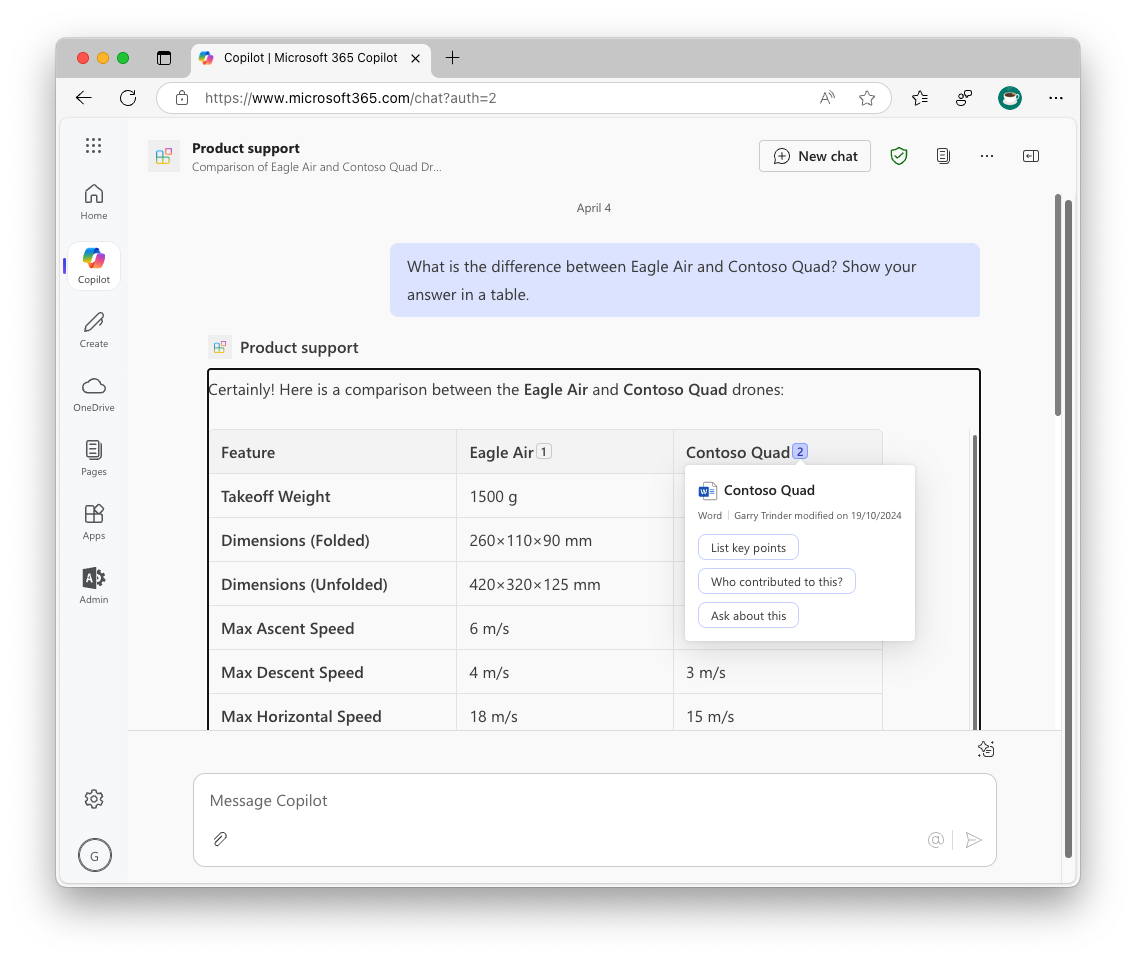 Copilot | Microsoft 365 Copilot
https://www.microsoft365.com/chat?auth=2
Home
Copilot
Create
OneDrive
Pages
Apps
Admin
G
Product support
Comparison of Eagle Air and Contoso Quad Dr...
New chat
April 4
What is the difference between Eagle Air and Contoso Quad? Show your
answer in a table.
Product support
Certainly! Here is a comparison between the Eagle Air and Contoso Quad drones:
Feature Eagle Air 1 Contoso Quad 2
Takeoff Weight 1500 g
Dimensions (Folded) 260×110×90 mm
Dimensions (Unfolded) 420×320×125 mm
Max Ascent Speed 6 m/s
Max Descent Speed 4 m/s 3 m/s
Max Horizontal Speed 18 m/s 15 m/s
Contoso Quad
Word | Garry Trinder modified on 19/10/2024
List key points
Who contributed to this?
Ask about this
Message Copilot